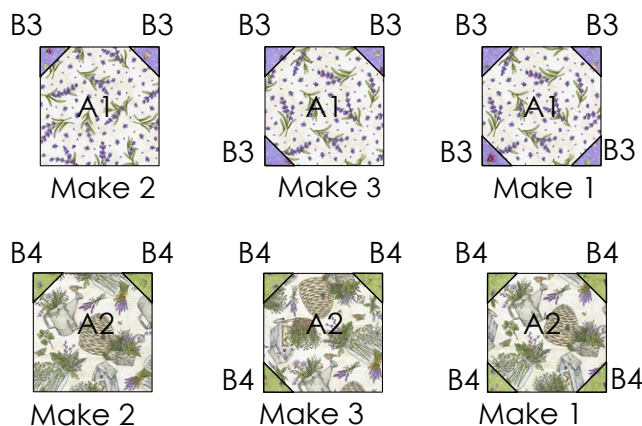 B3 B3 B3 B3 B3 B3
A1 A1 A1
B3 B3 B3
Make 2 Make 3 Make 1
B4 B4 B4 B4 B4 B4
A2 A2 A2
B4 B4 B4
Make 2 Make 3 Make 1